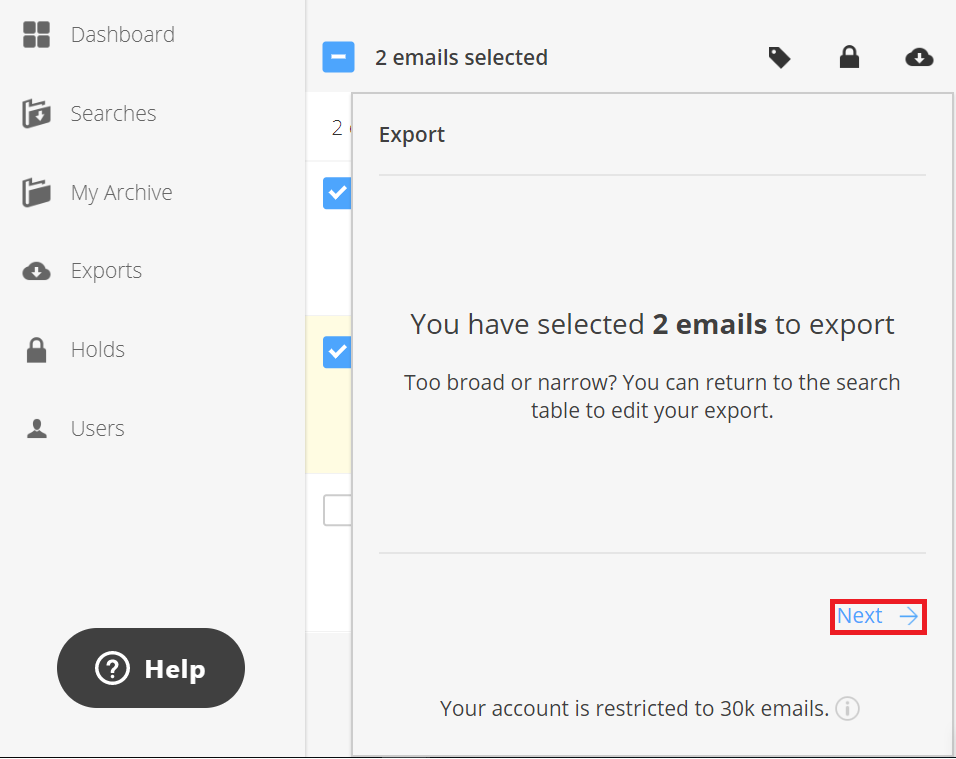 Dashboard
Searches
My Archive
Exports
Holds
Users
Help
2 emails selected
2
Export
You have selected 2 emails to export
Too broad or narrow? You can return to the search
table to edit your export.
Next
Your account is restricted to 30k emails.